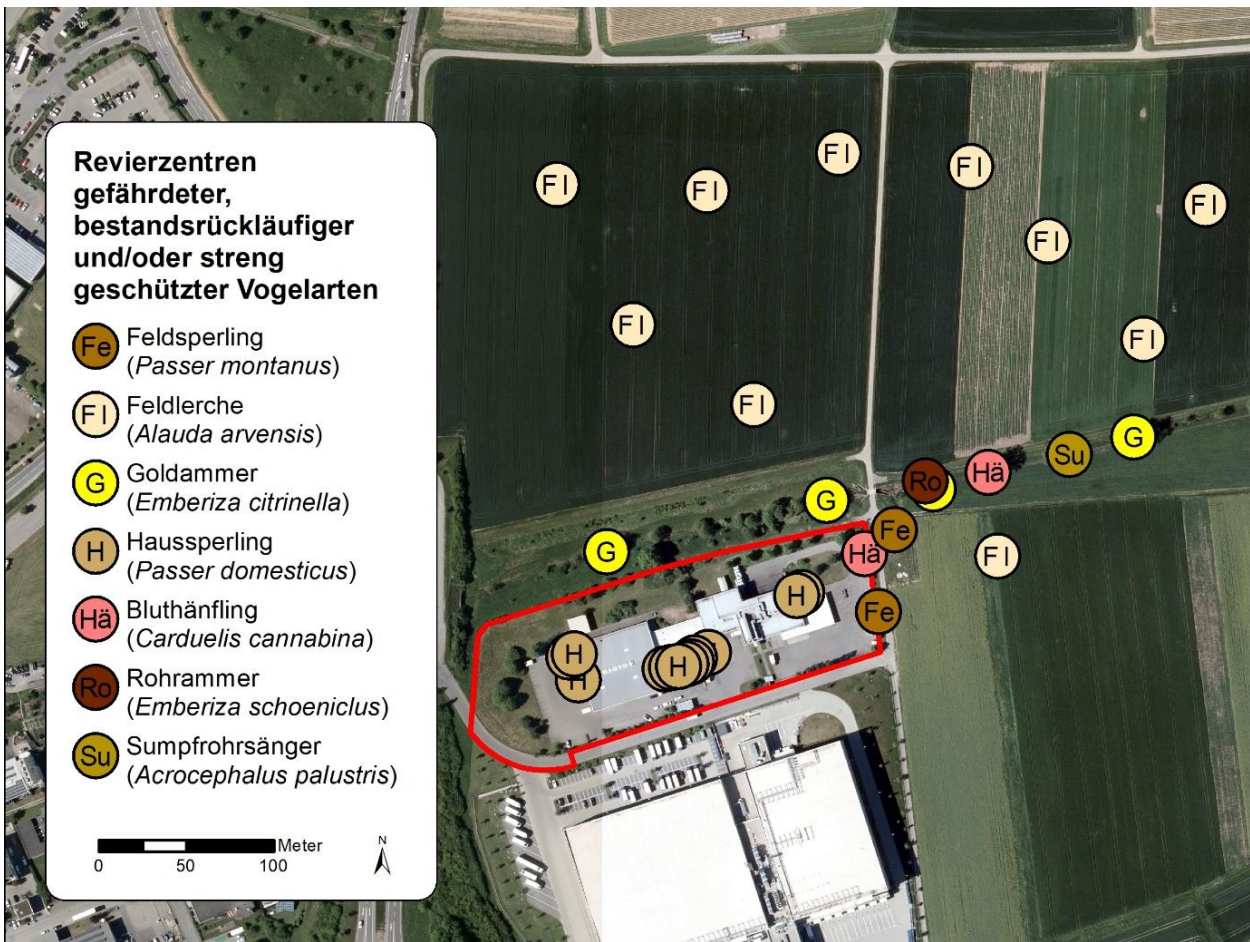 Revierzentren
gefährdeter,
bestandsrückläufiger
und/oder streng
geschützter Vogelarten
Fe Feldsperling
(Passer montanus)
Fl Feldlerche
(Alauda arvensis)
G Goldammer
(Emberiza citrinella)
H Haussperling
(Passer domesticus)
Hä Bluthänfling
(Carduelis cannabina)
Ro Rohrammer
(Emberiza schoeniclus)
Su Sumpfrohrsänger
(Acrocephalus palustris)
Meter
0 50 100
N
Fl
Fl
Fl
Fl
Fl
Fl
Fl
Fl
Fl
Fl
G
Su
Hä
Ro
G
Fe
Hä
G
Fl
H
Fe
H
H
H